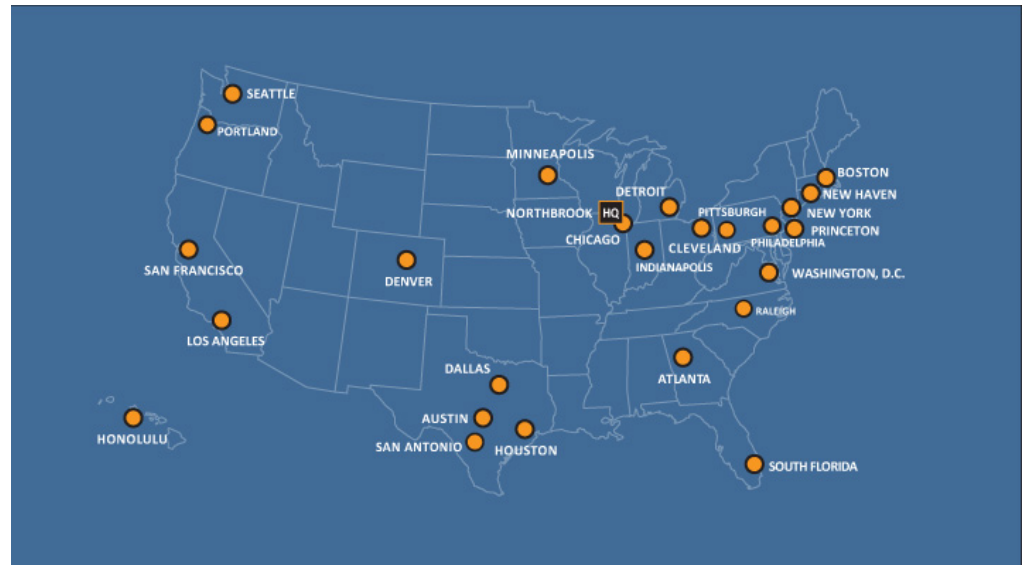 SEATTLE
PORTLAND
MINNEAPOLIS
BOSTON
DETROIT
NEW HAVEN
NORTHBROOK HQ
PITTSBURGH
NEW YORK
CHICAGO
CLEVELAND
PHILADELPHIA
PRINCETON
INDIANAPOLIS
SAN FRANCISCO
DENVER
WASHINGTON, D.C.
RALEIGH
LOS ANGELES
DALLAS
ATLANTA
AUSTIN
HONOLULU
SAN ANTONIO
HOUSTON
SOUTH FLORIDA